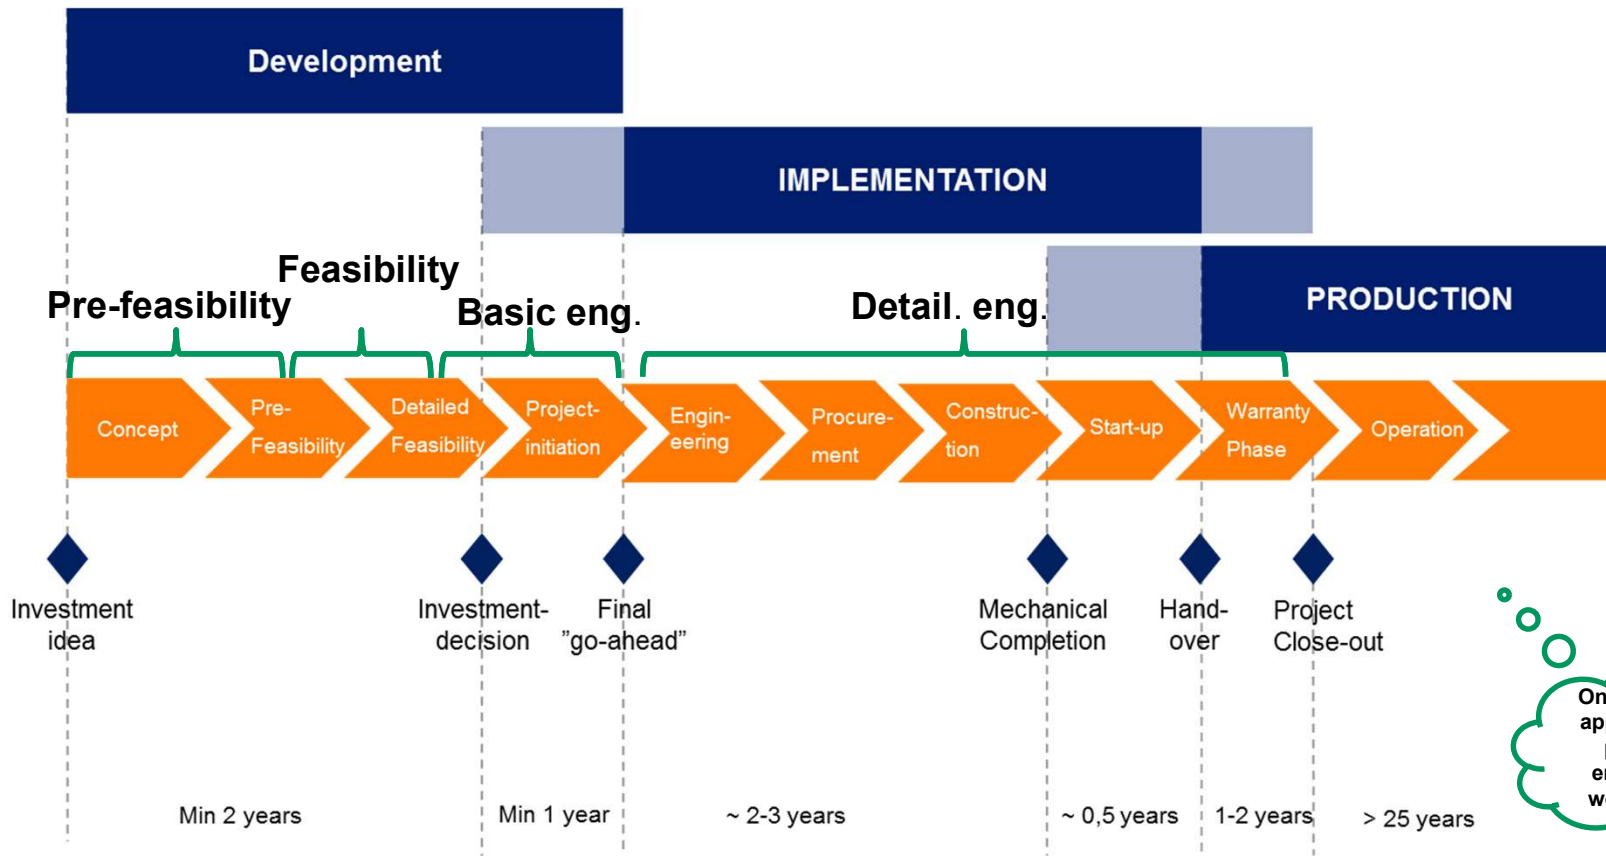 Development
IMPLEMENTATION
PRODUCTION
Feasibility
Pre-feasibility
Basic eng.
Detail. eng.
Concept
Pre-
Feasibility
Detailed
Feasibility
Project-
initiation
Engin-
eering
Procure-
ment
Construc-
tion
Start-up
Warranty
Phase
Operation
Investment
idea
Investment-
decision
Final
"go-ahead"
Mechanical
Completion
Hand-
over
Project
Close-out
On
Min 2 years
Min 1 year
~ 2-3 years
~ 0,5 years
1-2 years
> 25 years